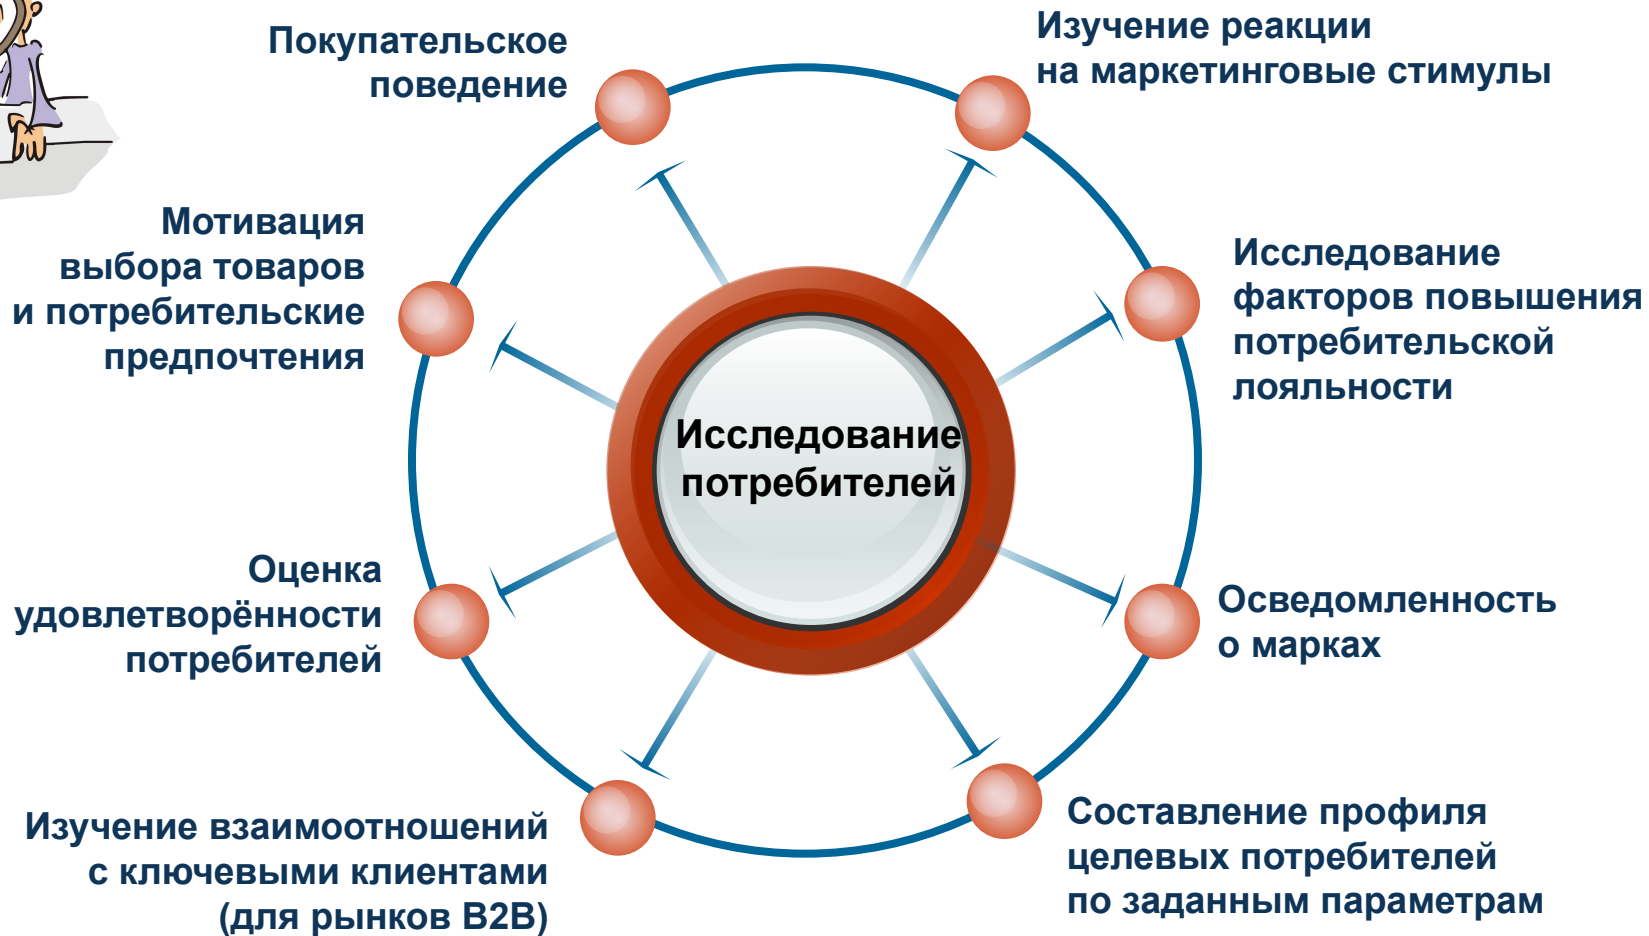 Покупательское
поведение
Изучение реакции
на маркетинговые стимулы
Мотивация
выбора товаров
и потребительские
предпочтения
Исследование
факторов повышения
потребительской
лояльности
Исследование
потребителей
Оценка
удовлетворённости
потребителей
Осведомленность
о марках
Изучение взаимоотношений
с ключевыми клиентами
(для рынков B2B)
Составление профиля
целевых потребителей
по заданным параметрам